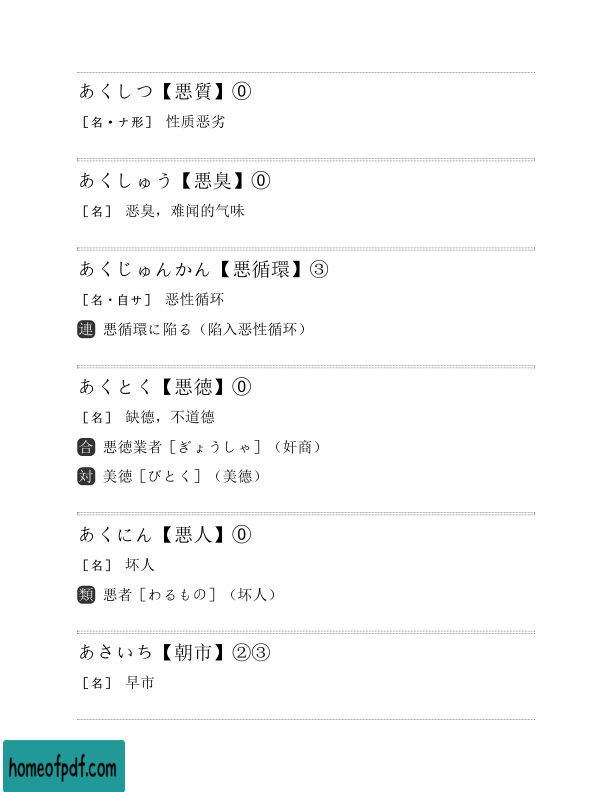 あくしつ【悪質】⓪
［名・ナ形］ 性质恶劣
あくしゅう【悪臭】⓪
［名］ 恶臭，难闻的气味
あくじゅんかん【悪循環】③
［名・自サ］ 恶性循环
連 悪循環に陥る（陷入恶性循环）
あくとく【悪徳】⓪
［名］ 缺德，不道德
合 悪徳業者［ぎょうしゃ］（奸商）
対 美徳［びとく］（美德）
あくにん【悪人】⓪
［名］ 坏人
類 悪者［わるもの］（坏人）
あさいち【朝市】②③
［名］ 早市
homeofpdf.com